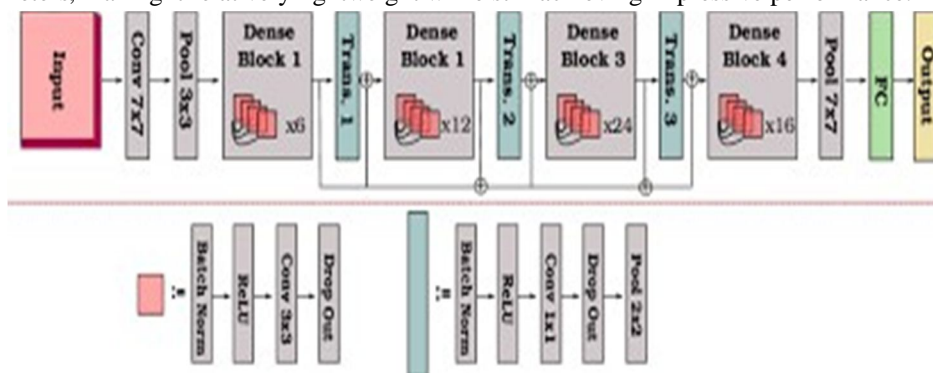 Input
Conv 7x7
Pool 3x3
Dense
Block 1
x6
Trans. 1
Dense
Block 1
x12
Trans. 2
Dense
Block 3
x24
Trans. 3
Dense
Block 4
x16
Pool 7x7
FC
Output
Batch Norm
ReLU
Conv 3x3
Drop Out
Batch Norm
ReLU
Conv 1x1
Drop Out
Pool 2x2